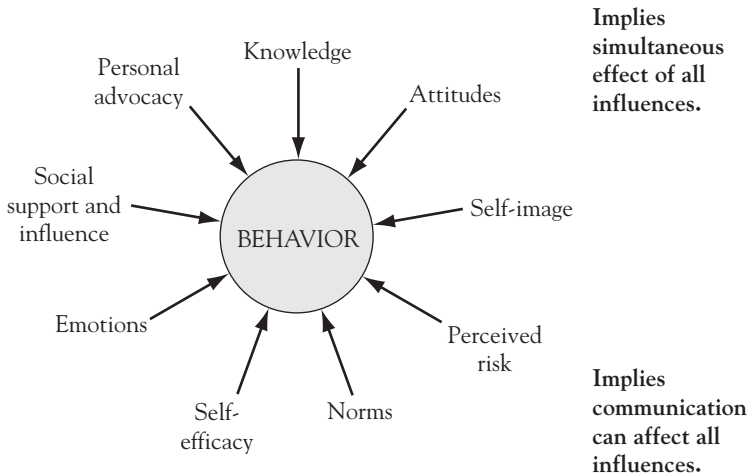 Implies
simultaneous
effect of all
influences.
Knowledge
Personal
advocacy
Attitudes
Social
support and
influence
Self-image
BEHAVIOR
Emotions
Perceived
risk
Self-
efficacy
Norms
Implies
communication
can affect all
influences.